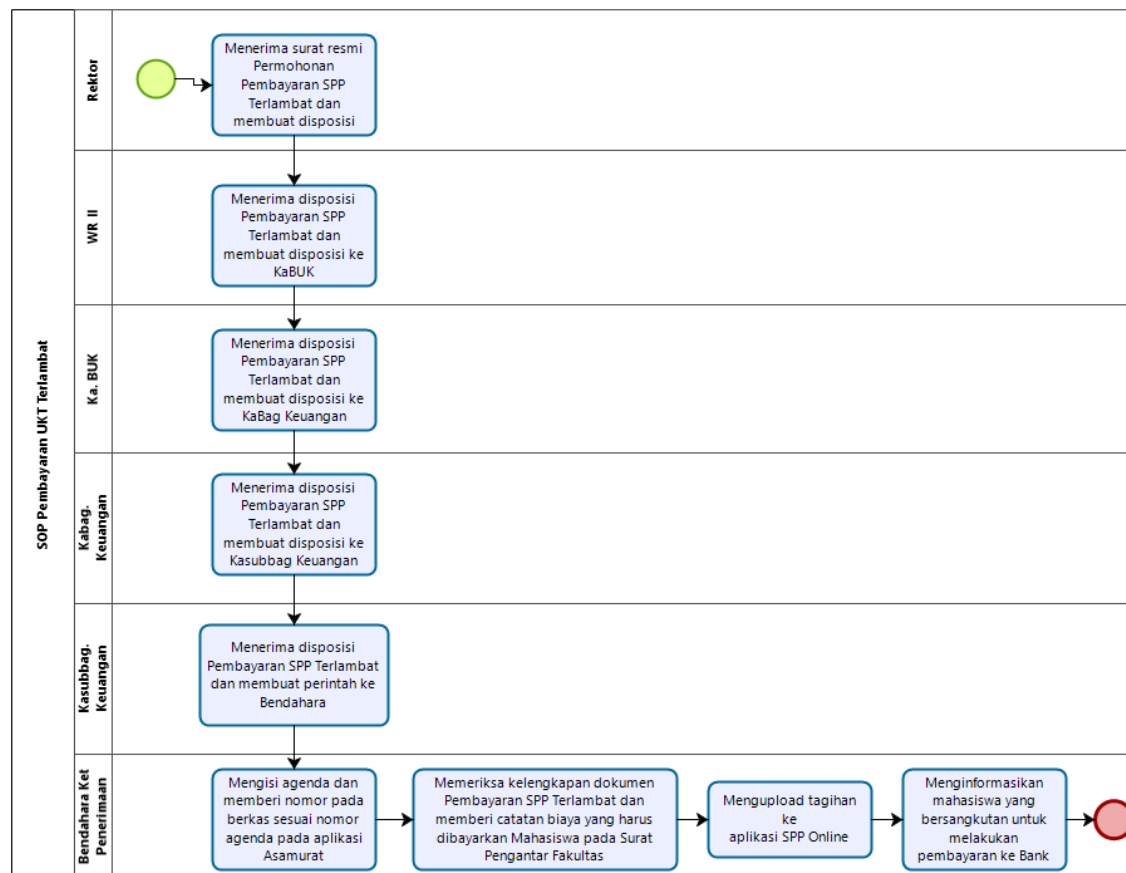 SOP Pembayaran UKT Terlambat
Rektor
Menerima surat resmi
Permohonan
Pembayaran SPP
Terlambat dan
membuat disposisi
WR II
Menerima disposisi
Pembayaran SPP
Terlambat dan
membuat disposisi ke
KaBUK
Ka. BUK
Menerima disposisi
Pembayaran SPP
Terlambat dan
membuat disposisi ke
KaBag Keuangan
Kabag.
Keuangan
Menerima disposisi
Pembayaran SPP
Terlambat dan
membuat disposisi ke
Kasubbag Keuangan
Kasubbag.
Keuangan
Menerima disposisi
Pembayaran SPP Terlambat
dan membuat perintah ke
Bendahara
Bendahara Ket
Penerimaan
Mengisi agenda dan
memberi nomor pada
berkas sesuai nomor
agenda pada aplikasi
Asamurat
Memeriksa kelengkapan dokumen
Pembayaran SPP Terlambat dan
memberi catatan biaya yang harus
dibayarkan Mahasiswa pada Surat
Pengantar Fakultas
Mengupload tagihan
ke
aplikasi SPP Online
Menginformasikan
mahasiswa yang
bersangkutan untuk
melakukan
pembayaran ke Bank